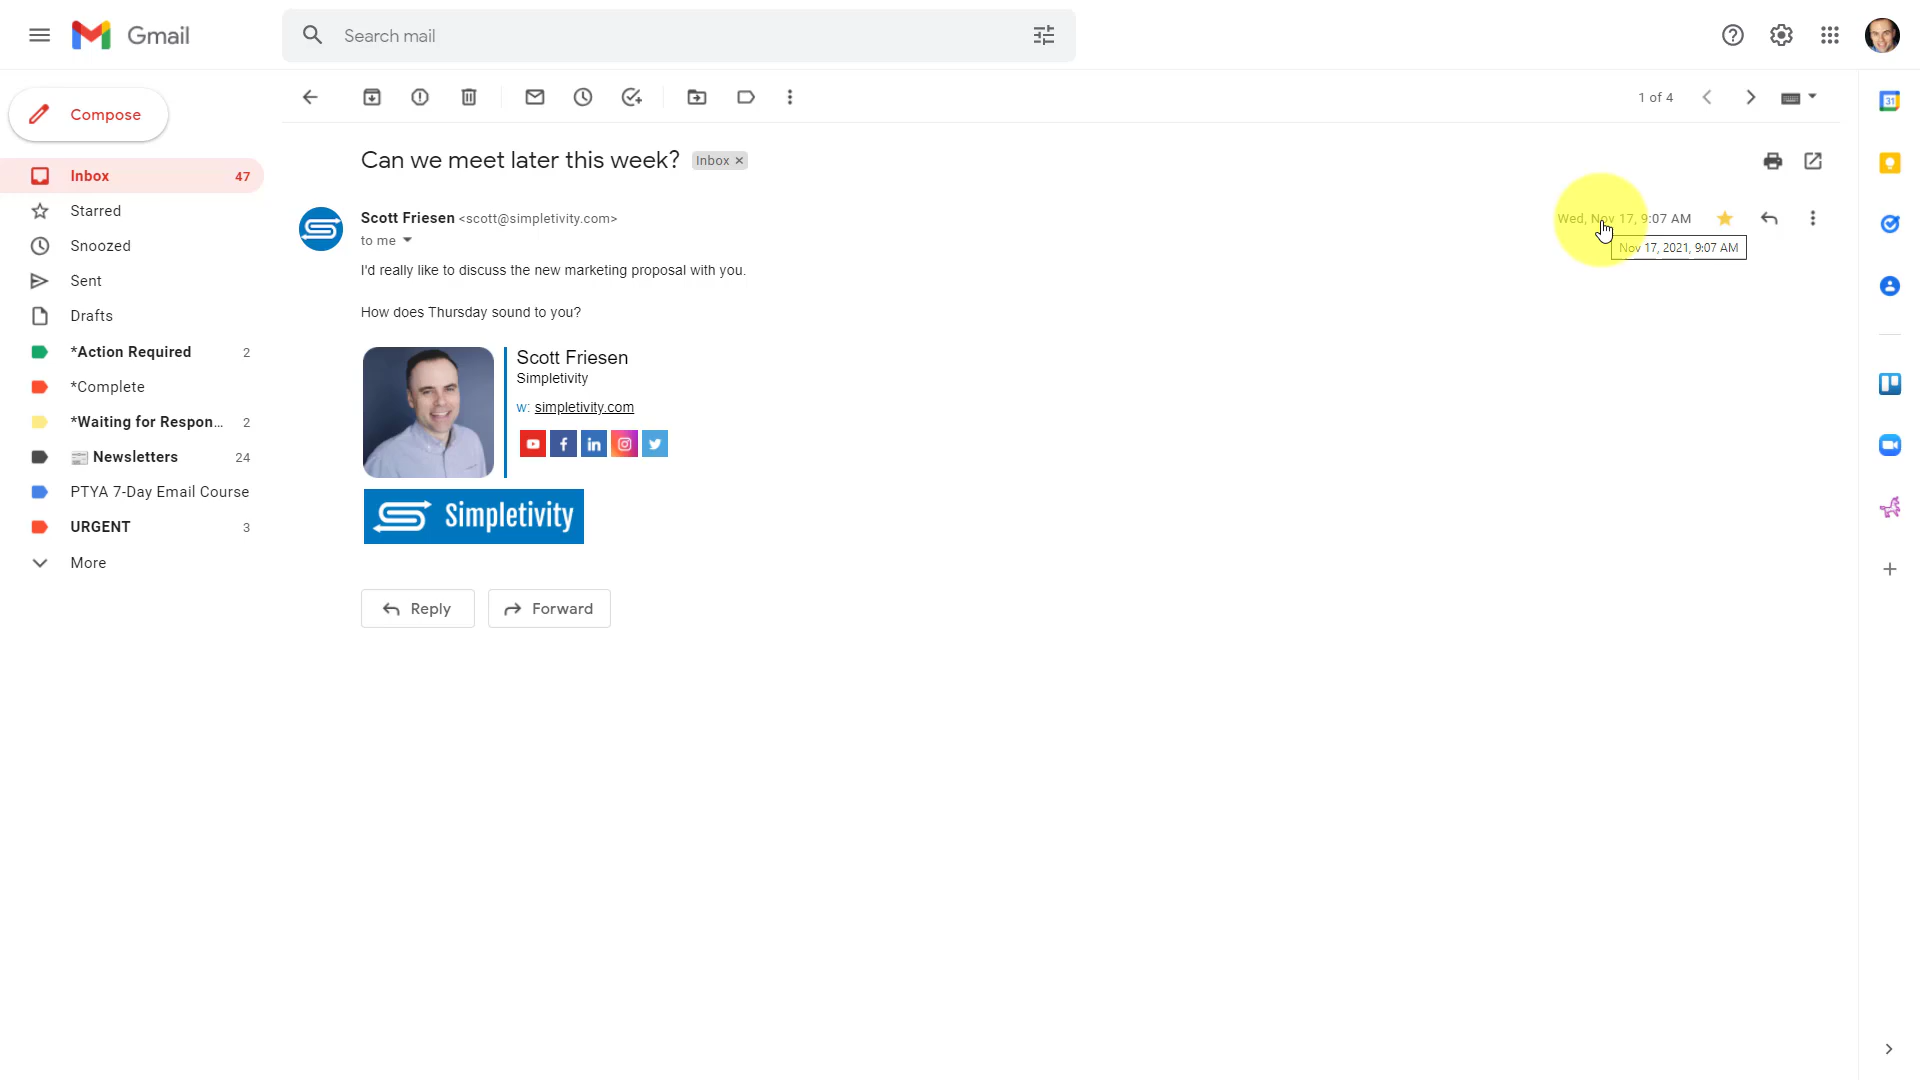 Gmail
Search mail
Compose
1 of 4
Inbox 47
Starred
Snoozed
Sent
Drafts
*Action Required 2
*Complete
*Waiting for Respon... 2
Newsletters 24
PTYA 7-Day Email Course
URGENT 3
More
Can we meet later this week? Inbox ×
Scott Friesen <scott@simpletivity.com>
Wed, Nov 17, 9:07 AM
to me
Nov 17, 2021, 9:07 AM
I'd really like to discuss the new marketing proposal with you.
How does Thursday sound to you?
Scott Friesen
Simpletivity
w: simpletivity.com
in
Simpletivity
Reply
Forward
31